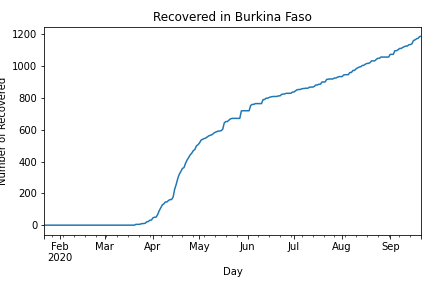 Recovered in Burkina Faso
Number of Recovered
1200
1000
800
600
400
200
0
Feb Mar Apr May Jun Jul Aug Sep
2020
Day